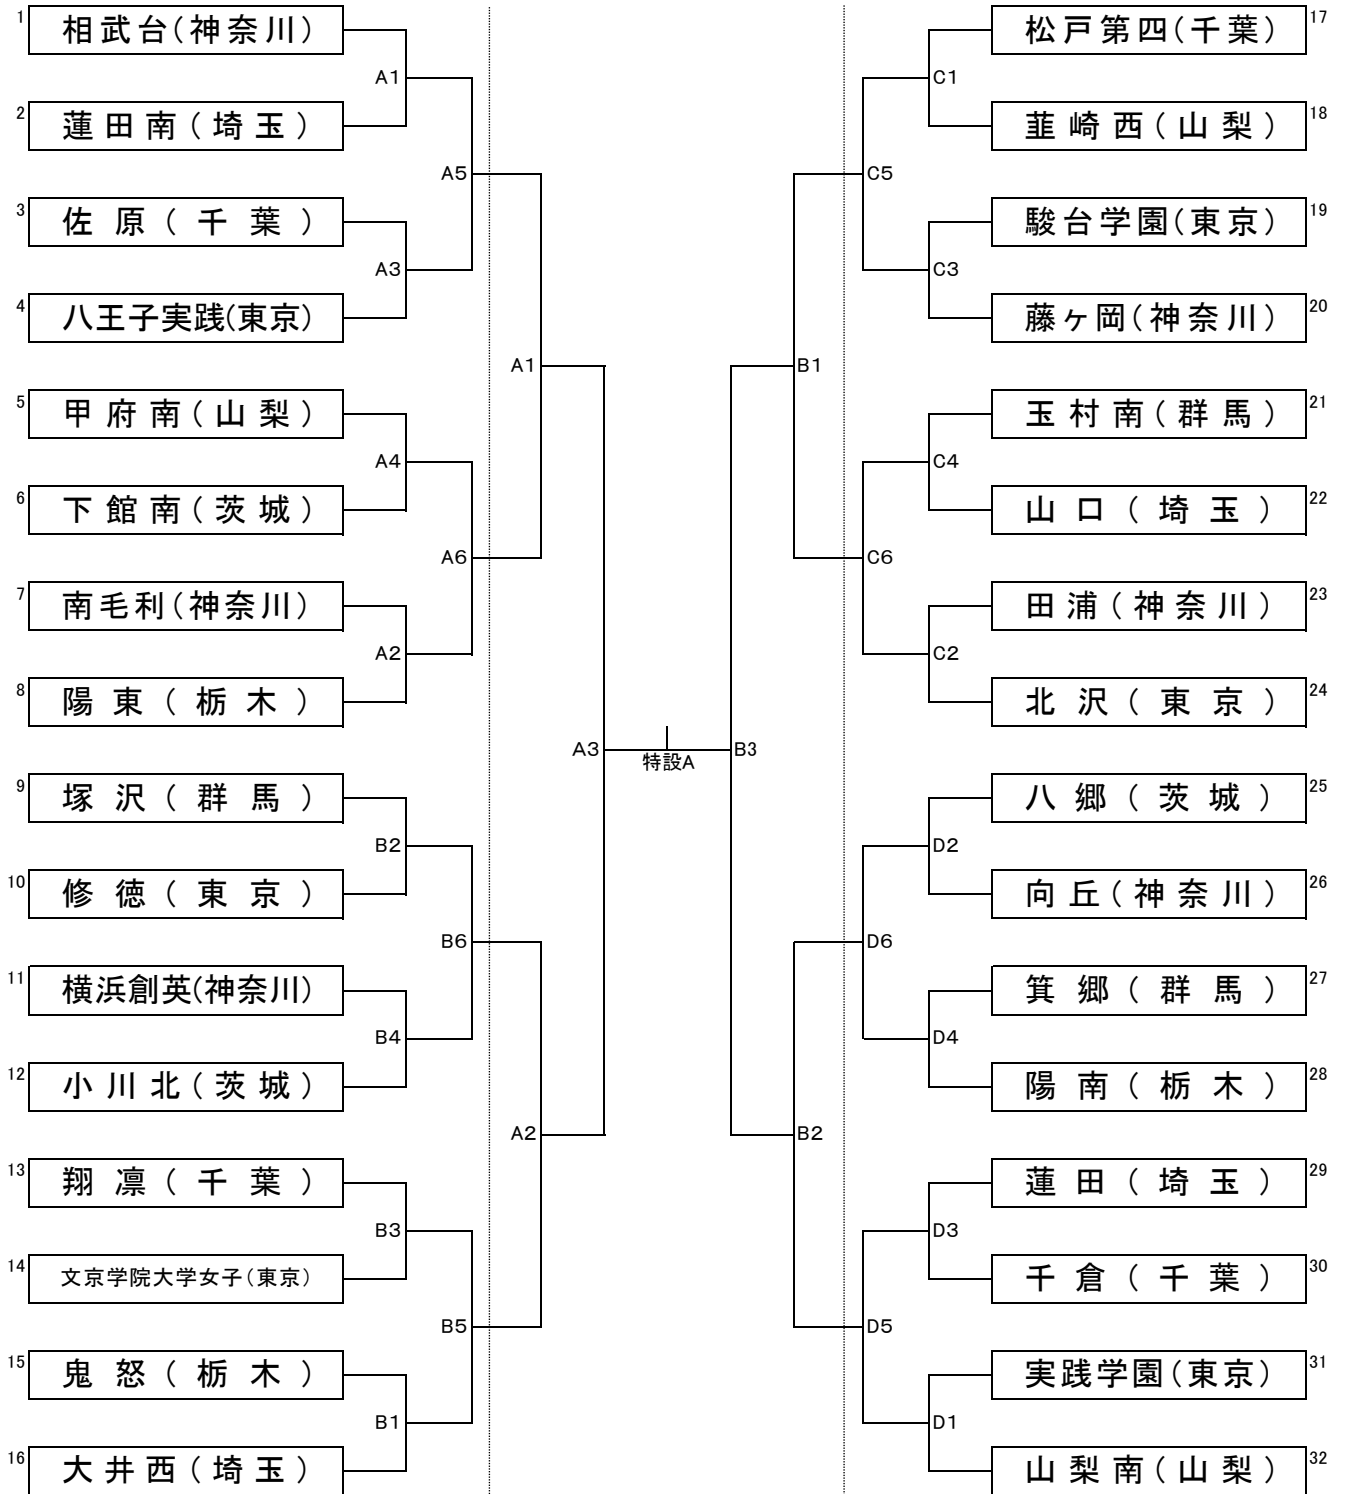 1 相武台(神奈川)
A1
2 蓮田南(埼玉)
A5
3 佐原(千葉)
A3
4 八王子実践(東京)
A1
5 甲府南(山梨)
A4
6 下館南(茨城)
A6
7 南毛利(神奈川)
A2
8 陽東(栃木)
A3
9 塚沢(群馬)
B2
10 修徳(東京)
B6
11 横浜創英(神奈川)
B4
12 小川北(茨城)
A2
13 翔凛(千葉)
B3
14 文京学院大学女子(東京)
B5
15 鬼怒(栃木)
B1
16 大井西(埼玉)
特設A
松戸第四(千葉) 17
C1
韮崎西(山梨) 18
C5
駿台学園(東京) 19
C3
藤ヶ岡(神奈川) 20
B1
玉村南(群馬) 21
C4
山口(埼玉) 22
C6
田浦(神奈川) 23
C2
北沢(東京) 24
B3
八郷(茨城) 25
D2
向丘(神奈川) 26
D6
箕郷(群馬) 27
D4
陽南(栃木) 28
B2
蓮田(埼玉) 29
D3
千倉(千葉) 30
D5
実践学園(東京) 31
D1
山梨南(山梨) 32